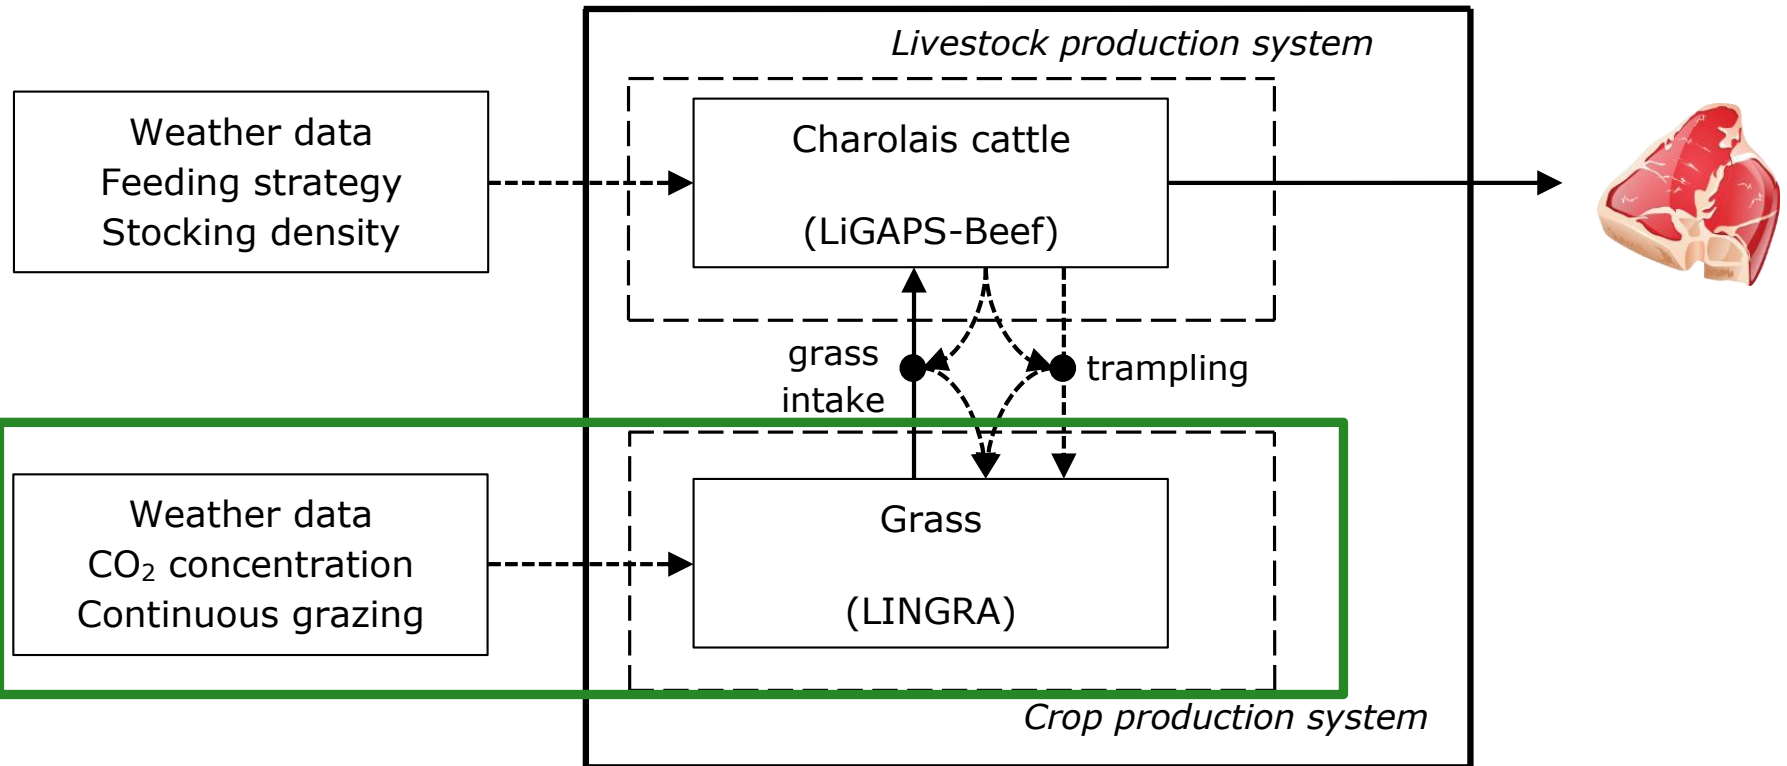 Livestock production system
Weather data
Feeding strategy
Stocking density
Charolais cattle
(LiGAPS-Beef)
grass
intake
trampling
Weather data
CO₂ concentration
Continuous grazing
Grass
(LINGRA)
Crop production system